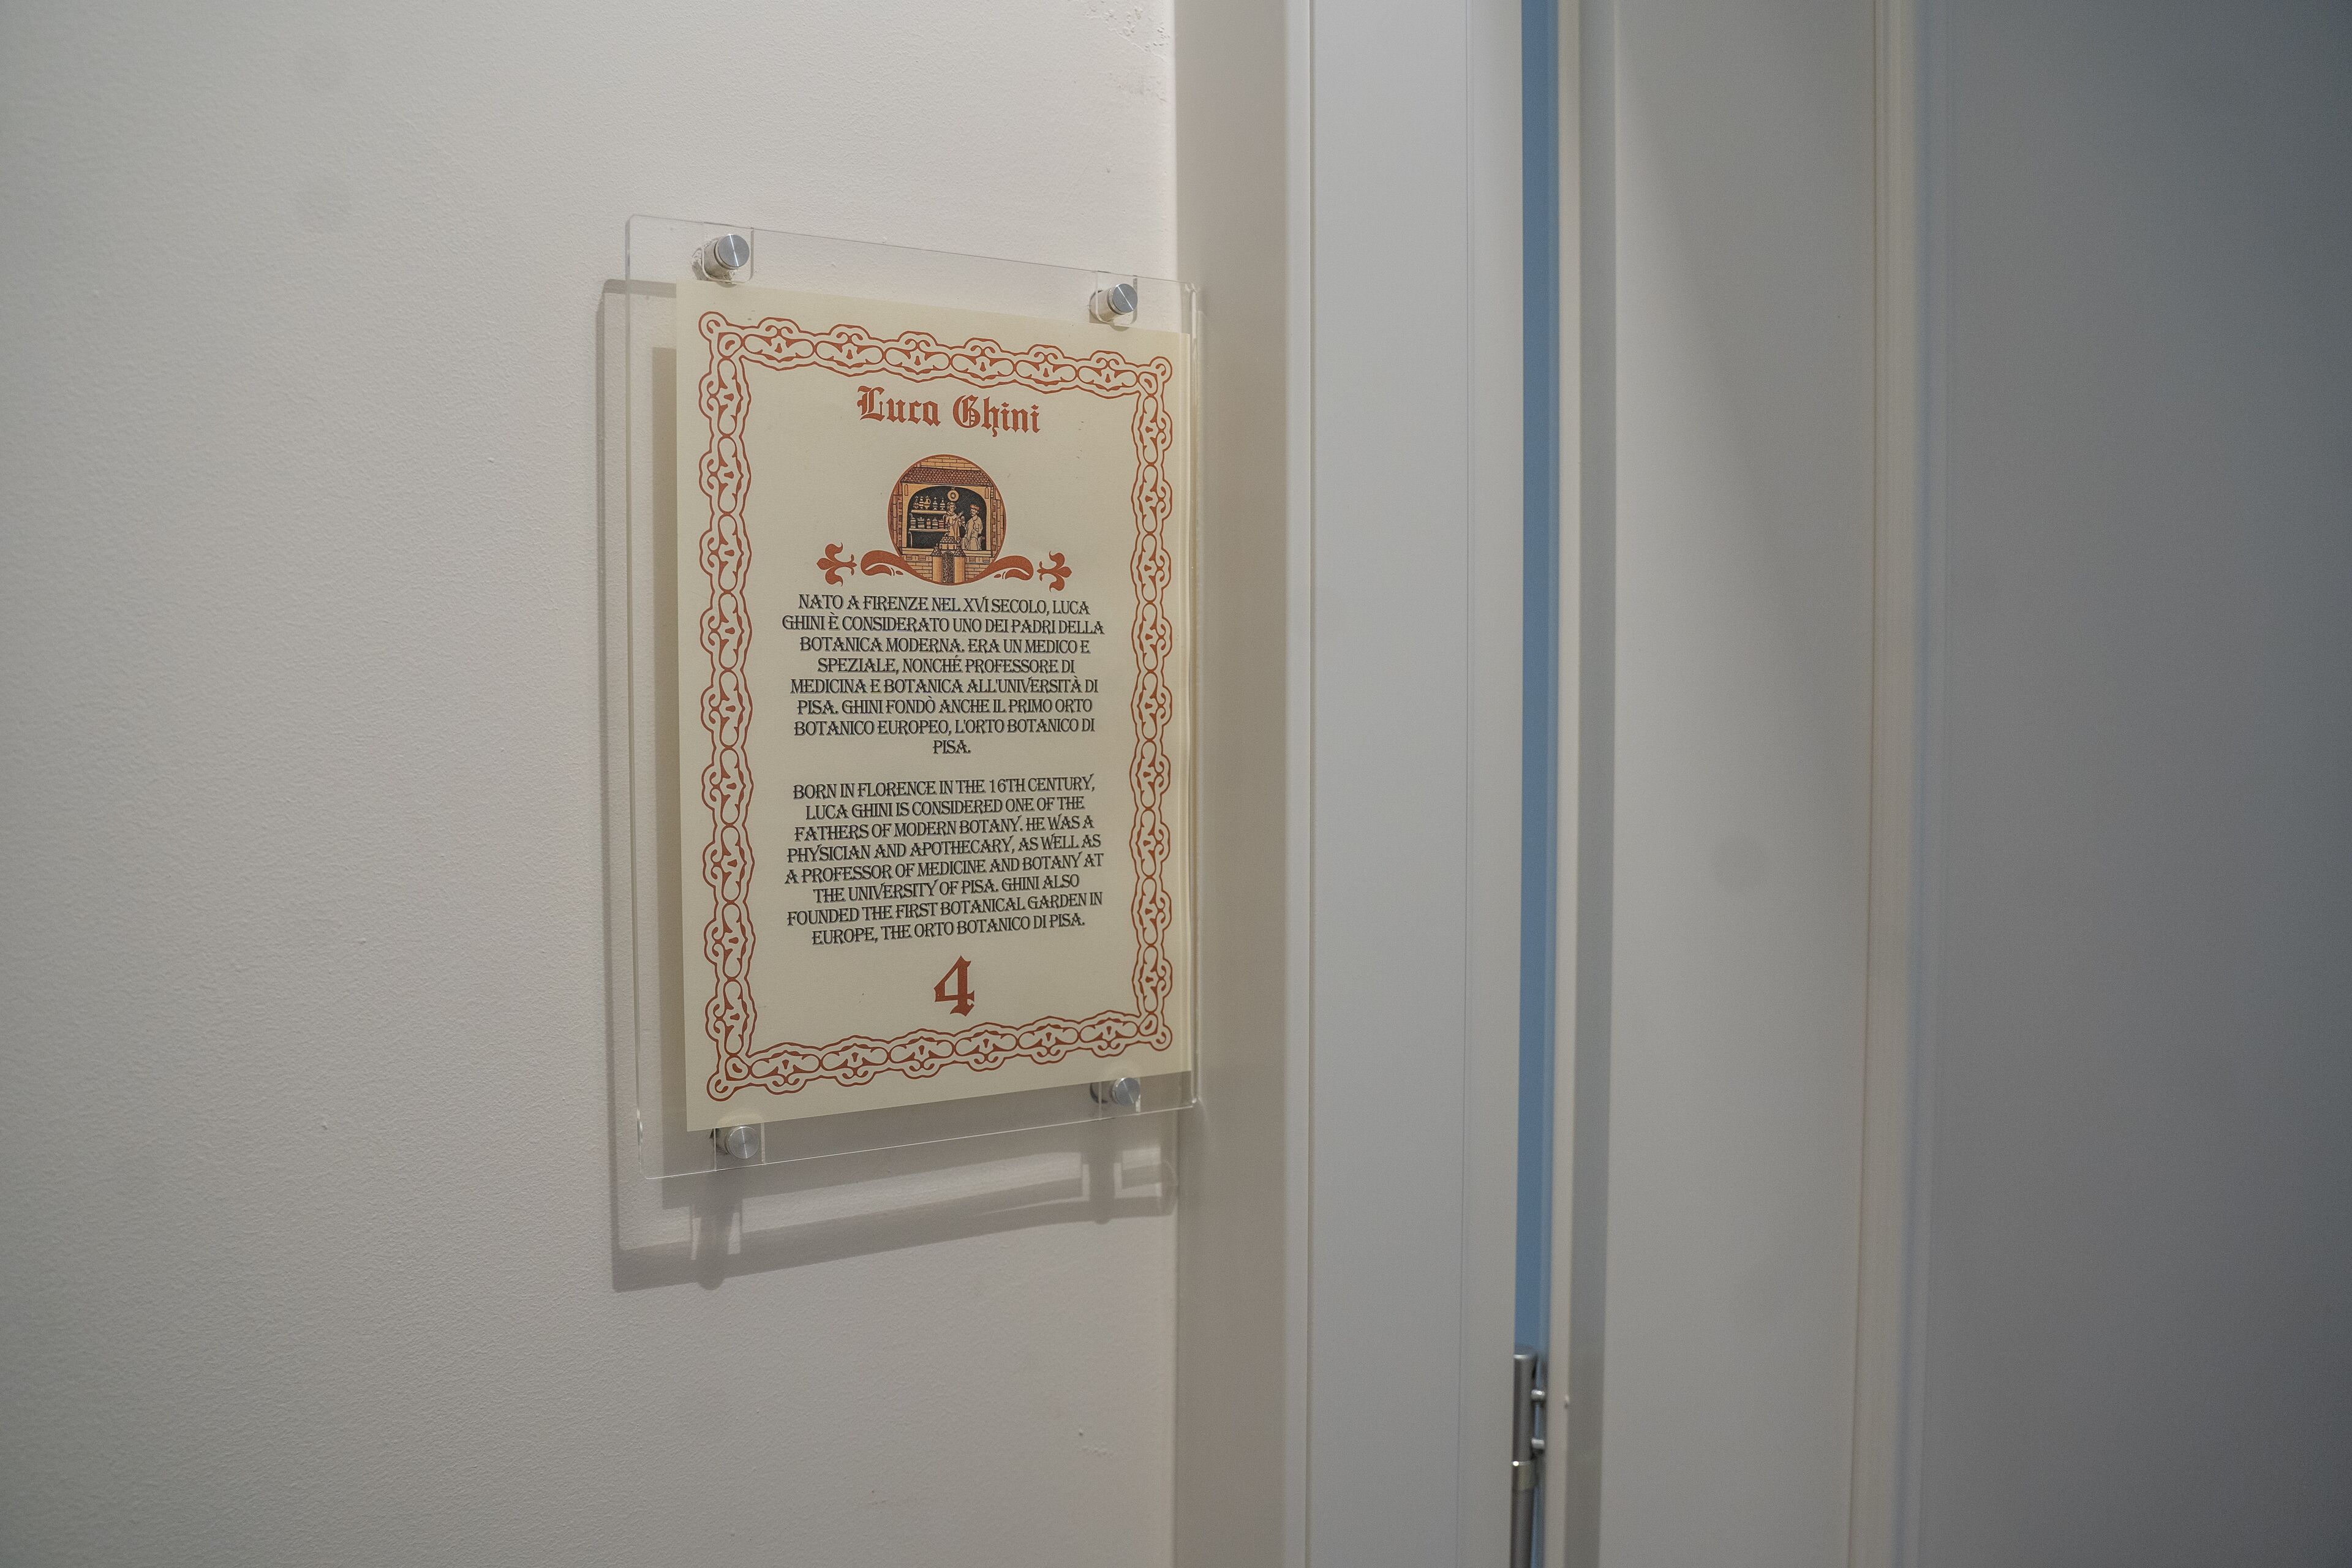 Luca Ghini
NATO A FIRENZE NEL XVI SECOLO, LUCA
GHINI È CONSIDERATO UNO DEI PADRI DELLA
BOTANICA MODERNA. ERA UN MEDICO E
SPEZIALE, NONCHÉ PROFESSORE DI
MEDICINA E BOTANICA ALL'UNIVERSITÀ DI
PISA. GHINI FONDÒ ANCHE IL PRIMO ORTO
BOTANICO EUROPEO, L'ORTO BOTANICO DI
PISA.
BORN IN FLORENCE IN THE 16TH CENTURY,
LUCA GHINI IS CONSIDERED ONE OF THE
FATHERS OF MODERN BOTANY. HE WAS A
PHYSICIAN AND APOTHECARY, AS WELL AS
A PROFESSOR OF MEDICINE AND BOTANY AT
THE UNIVERSITY OF PISA. GHINI ALSO
FOUNDED THE FIRST BOTANICAL GARDEN IN
EUROPE, THE ORTO BOTANICO DI PISA.
4